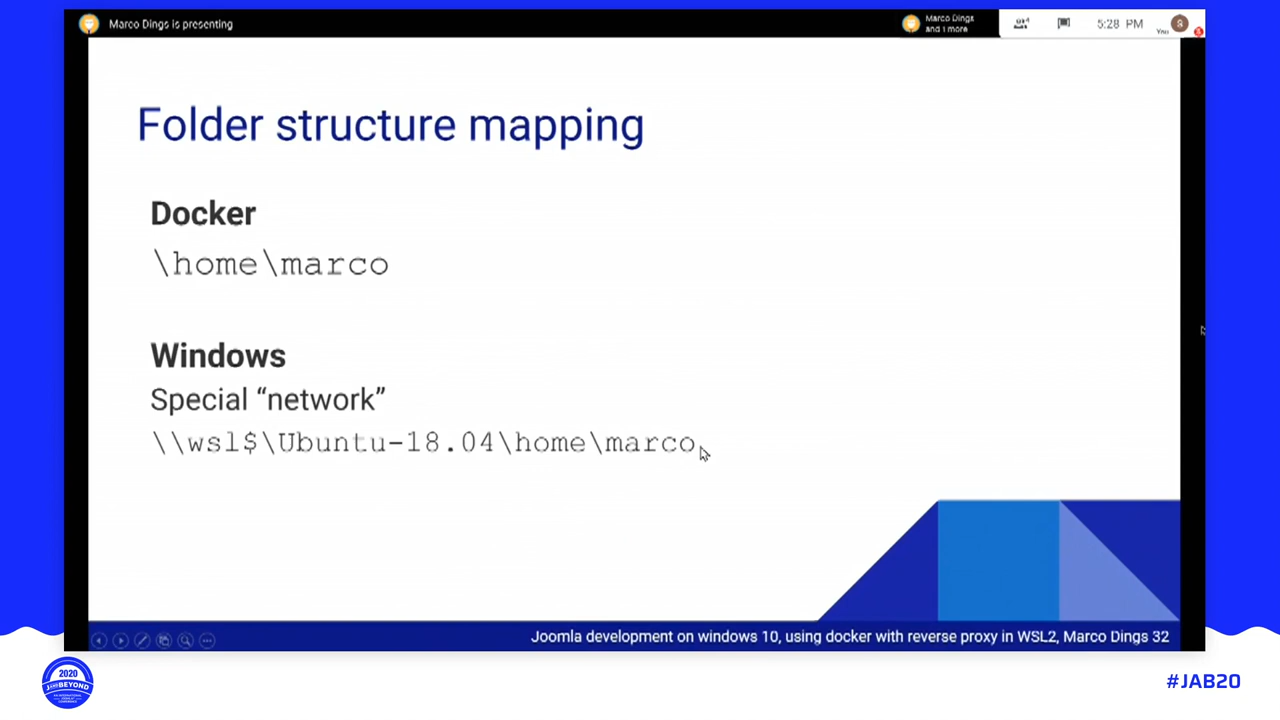 Marco Dings is presenting
Marco Dings
and 1 more
5:28 PM
You
S
Folder structure mapping
Docker
\home\marco
Windows
Special “network”
\\wsl$\Ubuntu-18.04\home\marco
Joomla development on windows 10, using docker with reverse proxy in WSL2, Marco Dings 32
2020
JANDBEYOND
#JAB20